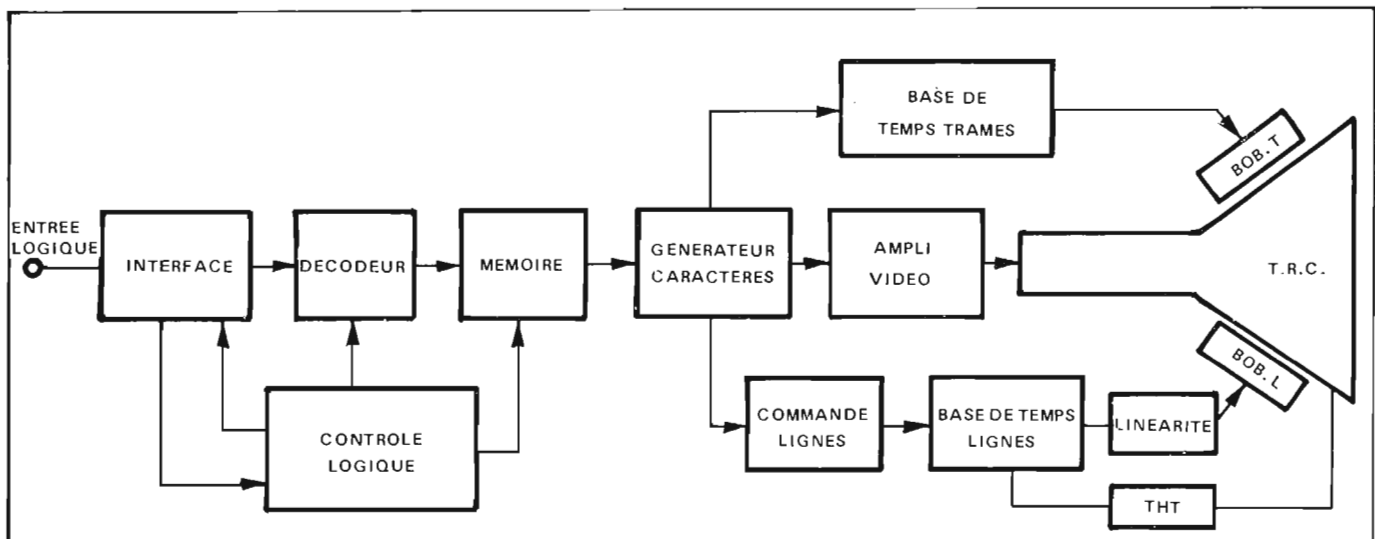 BASE DE
TEMPS TRAMES
BOB. T
ENTREE
LOGIQUE
INTERFACE
DECODEUR
MEMOIRE
GENERATEUR
CARACTERES
AMPLI
VIDEO
T.R.C.
BOB. L
CONTROLE
LOGIQUE
COMMANDE
LIGNES
BASE DE TEMPS
LIGNES
LINEARITE
THT